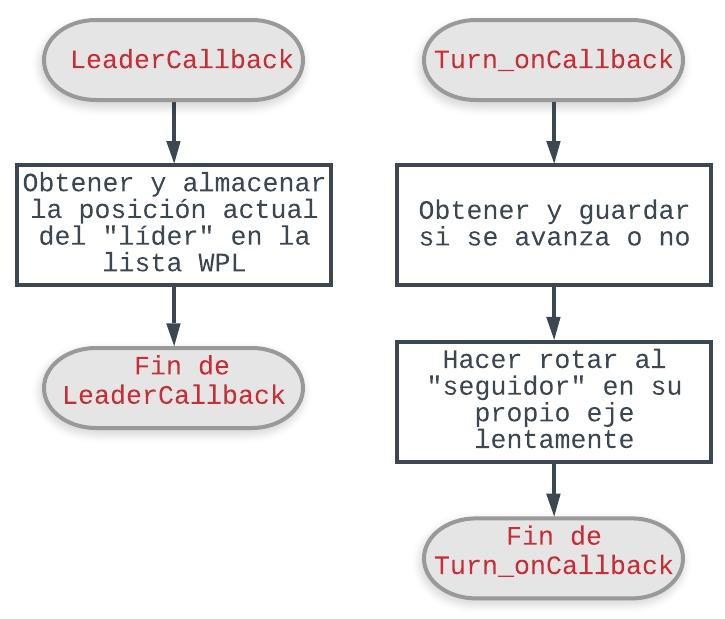 LeaderCallback
Obtener y almacenar
la posición actual
del "líder" en la
lista WPL
Fin de
LeaderCallback
Turn_onCallback
Obtener y guardar
si se avanza o no
Hacer rotar al
"seguidor" en su
propio eje
lentamente
Fin de
Turn_onCallback